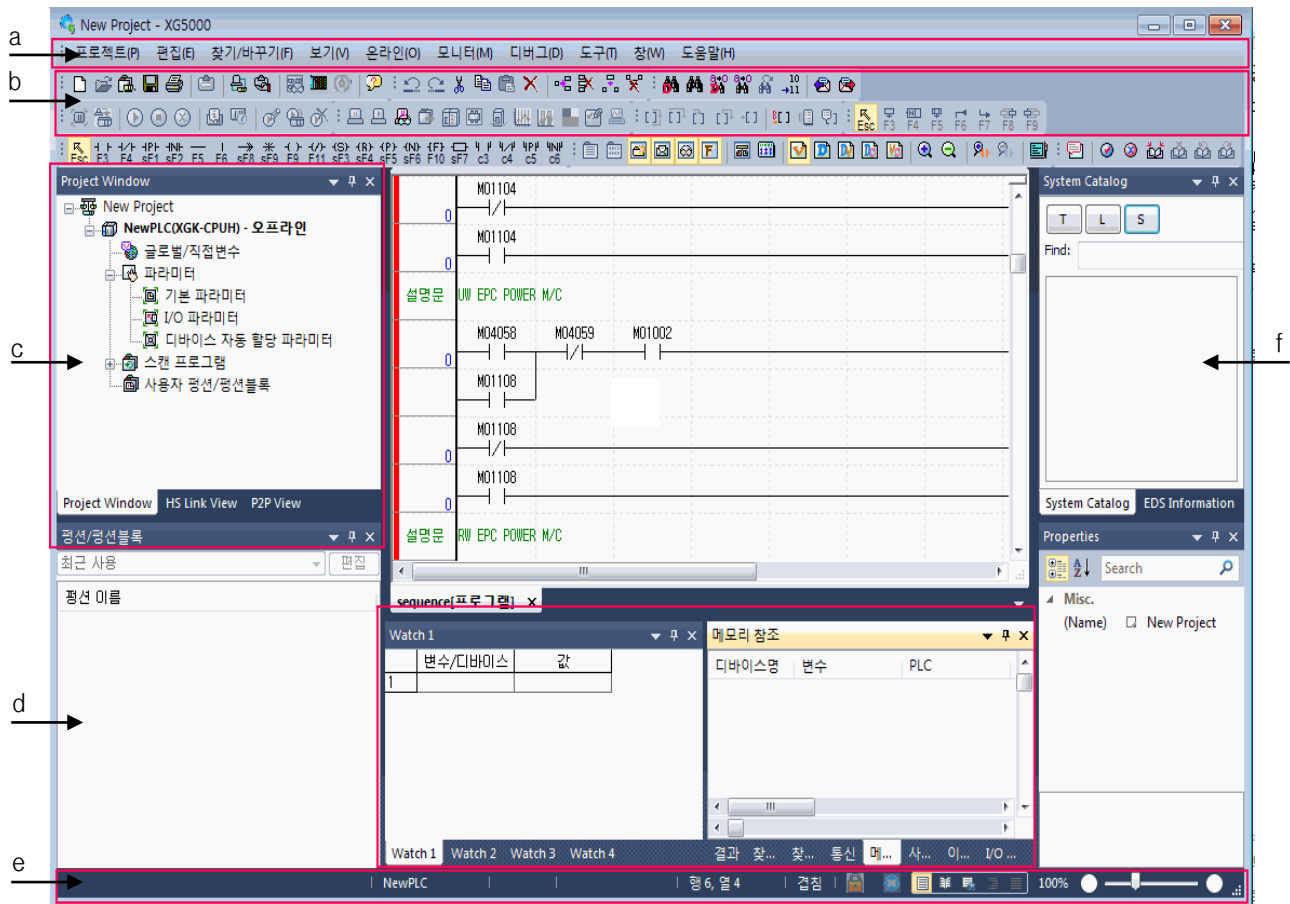 New Project - XG5000
a
프로젝트(P) 편집(E) 찾기/바꾸기(F) 보기(V) 온라인(O) 모니터(M) 디버그(D) 도구(T) 창(W) 도움말(H)
b
Esc F3 F4 F5 F6 F7 F8 F9
Esc F3 F4 sF1 sF2 F5 F6 sF8 sF9 F9 F11 sF3 sF4 sF5 sF6 F10 sF7 c3 c4 c5 c6
Project Window
New Project
NewPLC(XGK-CPUH) - 오프라인
글로벌/직접변수
파라미터
기본 파라미터
I/O 파라미터
디바이스 자동 할당 파라미터
c
스캔 프로그램
사용자 평션/평션블록
Project Window HS Link View P2P View
평션/평션블록
최근 사용 편집
평션 이름
d
M01104
0
M01104
0
설명문 UW EPC POWER M/C
M04058 M04059 M01002
0
M01108
M01108
0
M01108
0
설명문 RW EPC POWER M/C
sequence[프로그램]
System Catalog
T L S
Find:
f
System Catalog EDS Information
Properties
Search
Misc.
(Name) New Project
Watch 1
변수/디바이스 값
1
Watch 1 Watch 2 Watch 3 Watch 4
메모리 참조
디바이스명 변수 PLC
결과 찾... 찾... 통신 메... 사... 이... I/O ...
e
NewPLC 행 6, 열 4 겹침 100%